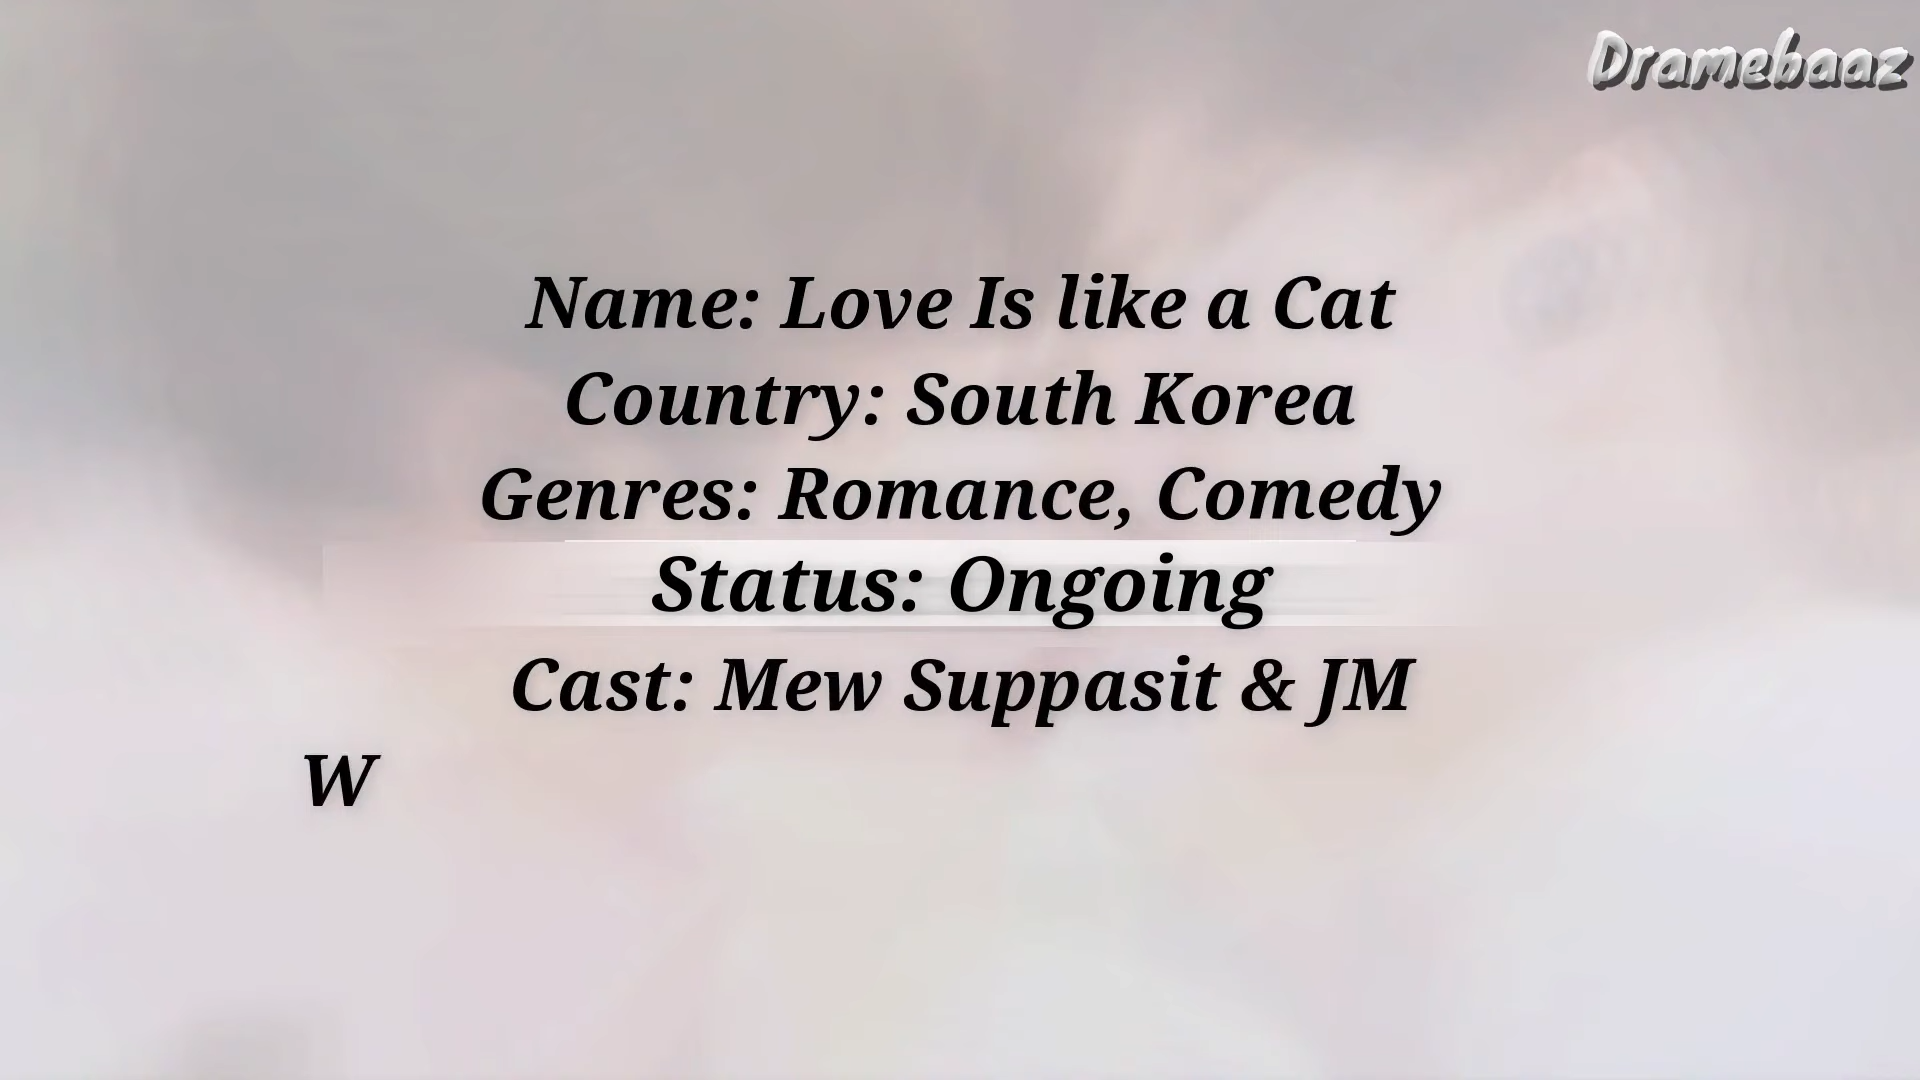 Dramebaaz
Name: Love Is like a Cat
Country: South Korea
Genres: Romance, Comedy
Status: Ongoing
Cast: Mew Suppasit & JM
W